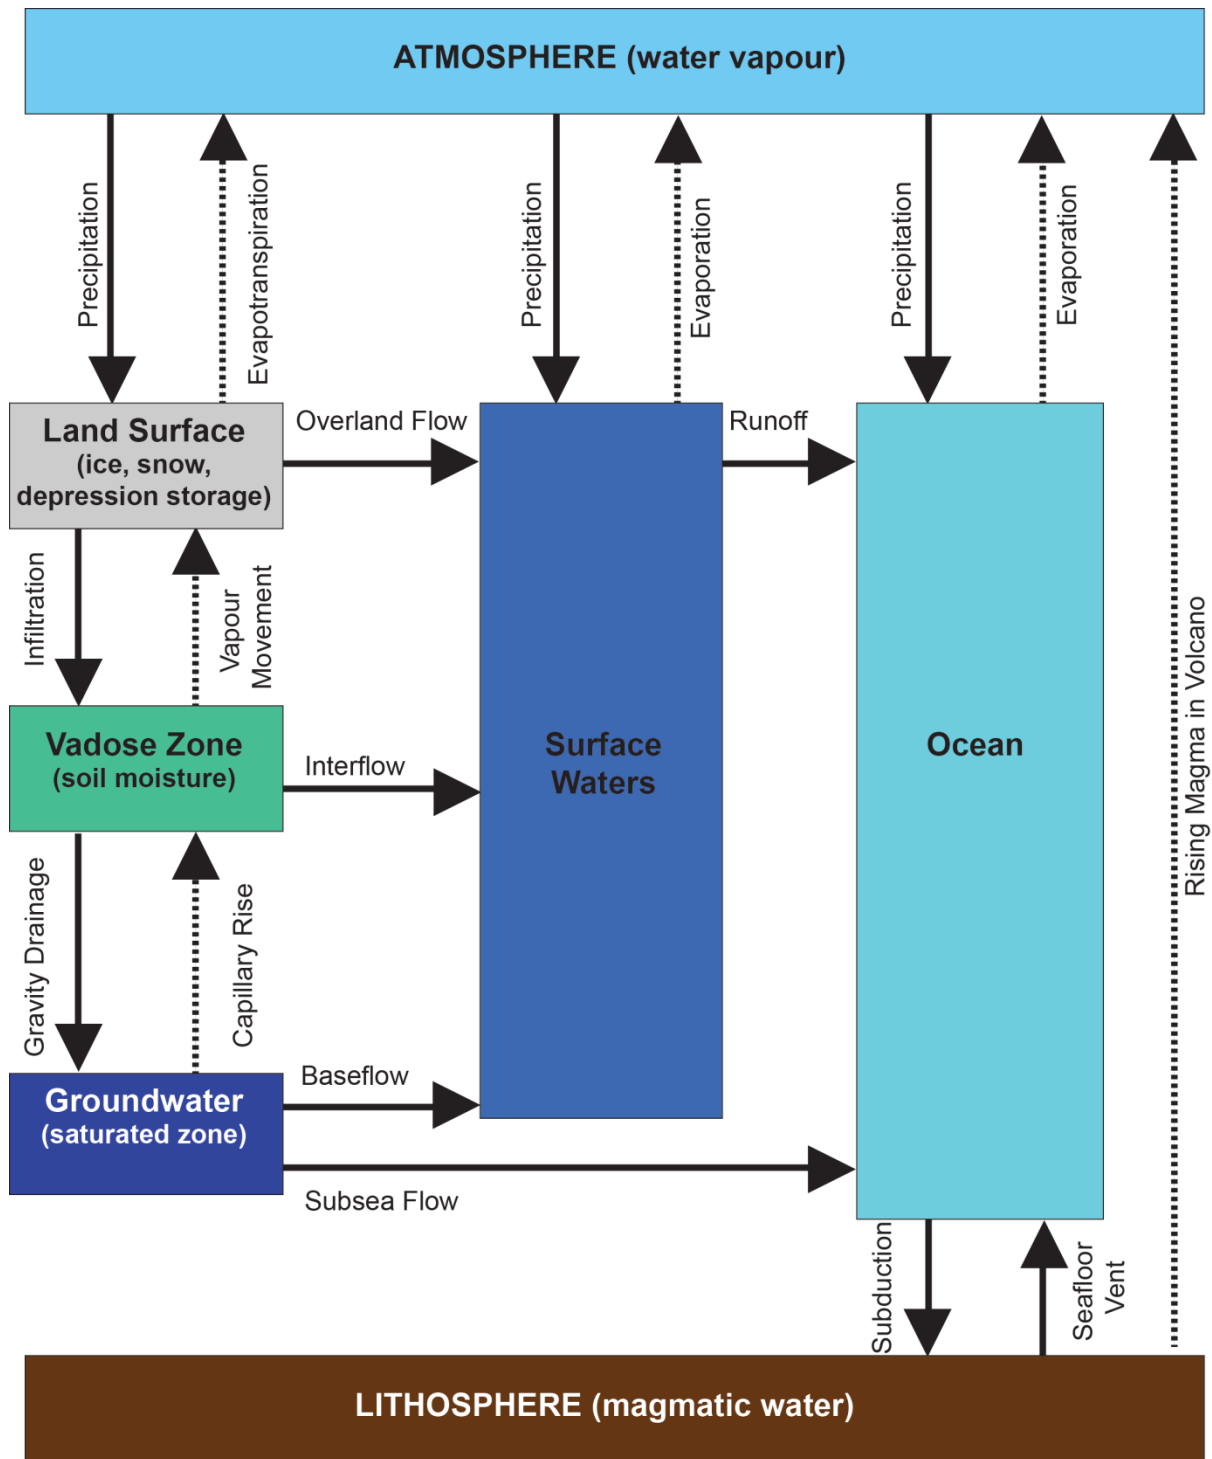 ATMOSPHERE (water vapour)
Precipitation
Evapotranspiration
Precipitation
Evaporation
Precipitation
Evaporation
Rising Magma in Volcano
Land Surface
(ice, snow,
depression storage)
Overland Flow
Runoff
Infiltration
Vapour
Movement
Vadose Zone
(soil moisture)
Interflow
Surface
Waters
Ocean
Gravity Drainage
Capillary Rise
Groundwater
(saturated zone)
Baseflow
Subsea Flow
Subduction
Seafloor
Vent
LITHOSPHERE (magmatic water)